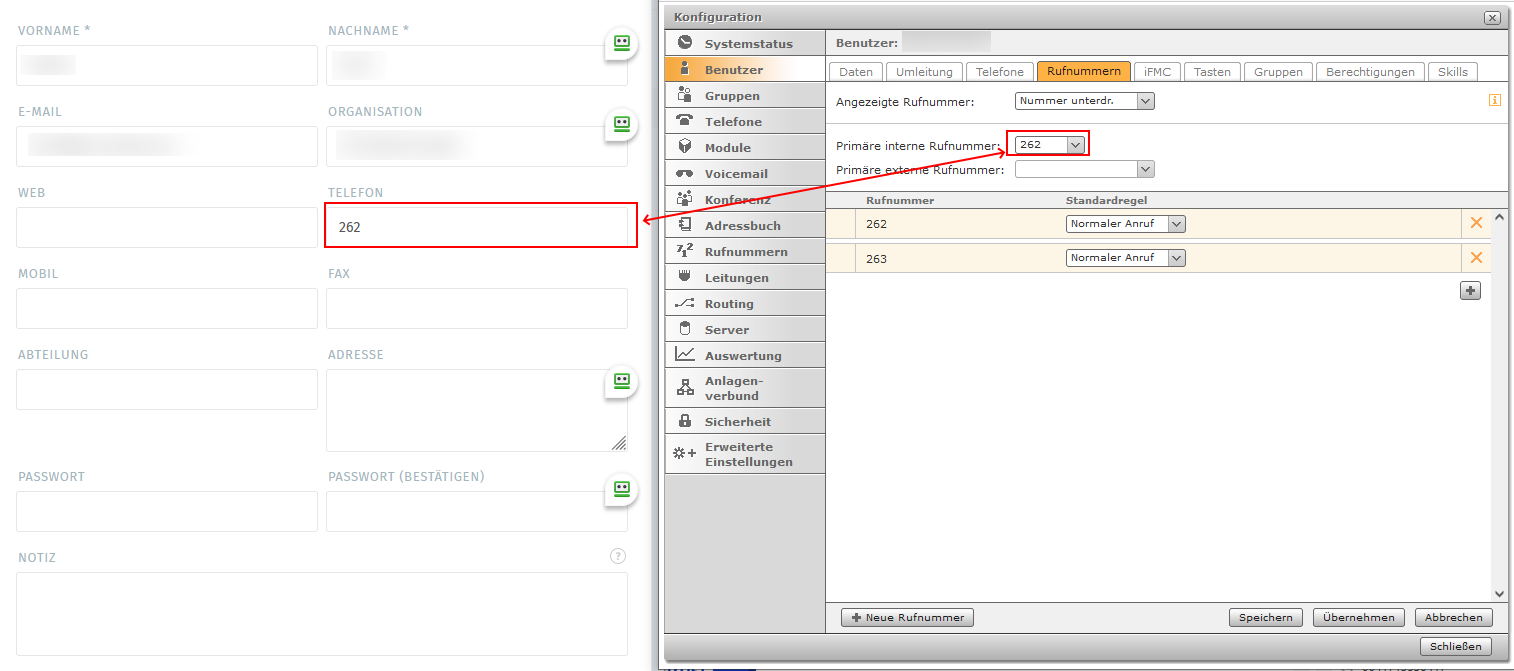 VORNAME *
NACHNAME *
E-MAIL
ORGANISATION
WEB
TELEFON
262
MOBIL
FAX
ABTEILUNG
ADRESSE
PASSWORT
PASSWORT (BESTÄTIGEN)
NOTIZ
?
Konfiguration
Systemstatus
Benutzer
Gruppen
Telefone
Module
Voicemail
Konferenz
Adressbuch
Rufnummern
Leitungen
Routing
Server
Auswertung
Anlagen-
verbund
Sicherheit
Erweiterte
Einstellungen
Benutzer:
Daten Umleitung Telefone Rufnummern iFMC Tasten Gruppen Berechtigungen Skills
Angezeigte Rufnummer: Nummer unterdr.
Primäre interne Rufnummer: 262
Primäre externe Rufnummer:
Rufnummer Standardregel
262 Normaler Anruf
263 Normaler Anruf
Neue Rufnummer Speichern Übernehmen Abbrechen
Schließen